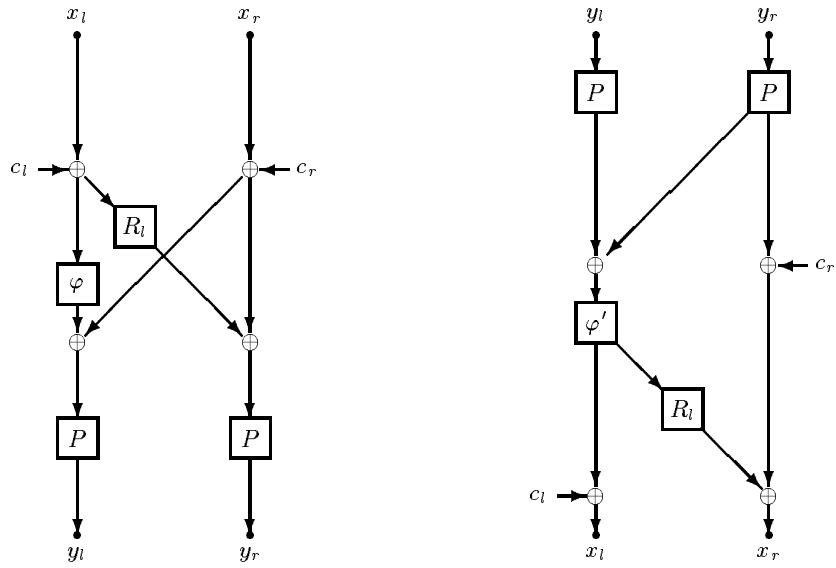 x_l x_r y_l y_r
P P
c_l c_r
R_l
c_r
φ
φ′
R_l
P P
c_l
y_l y_r x_l x_r